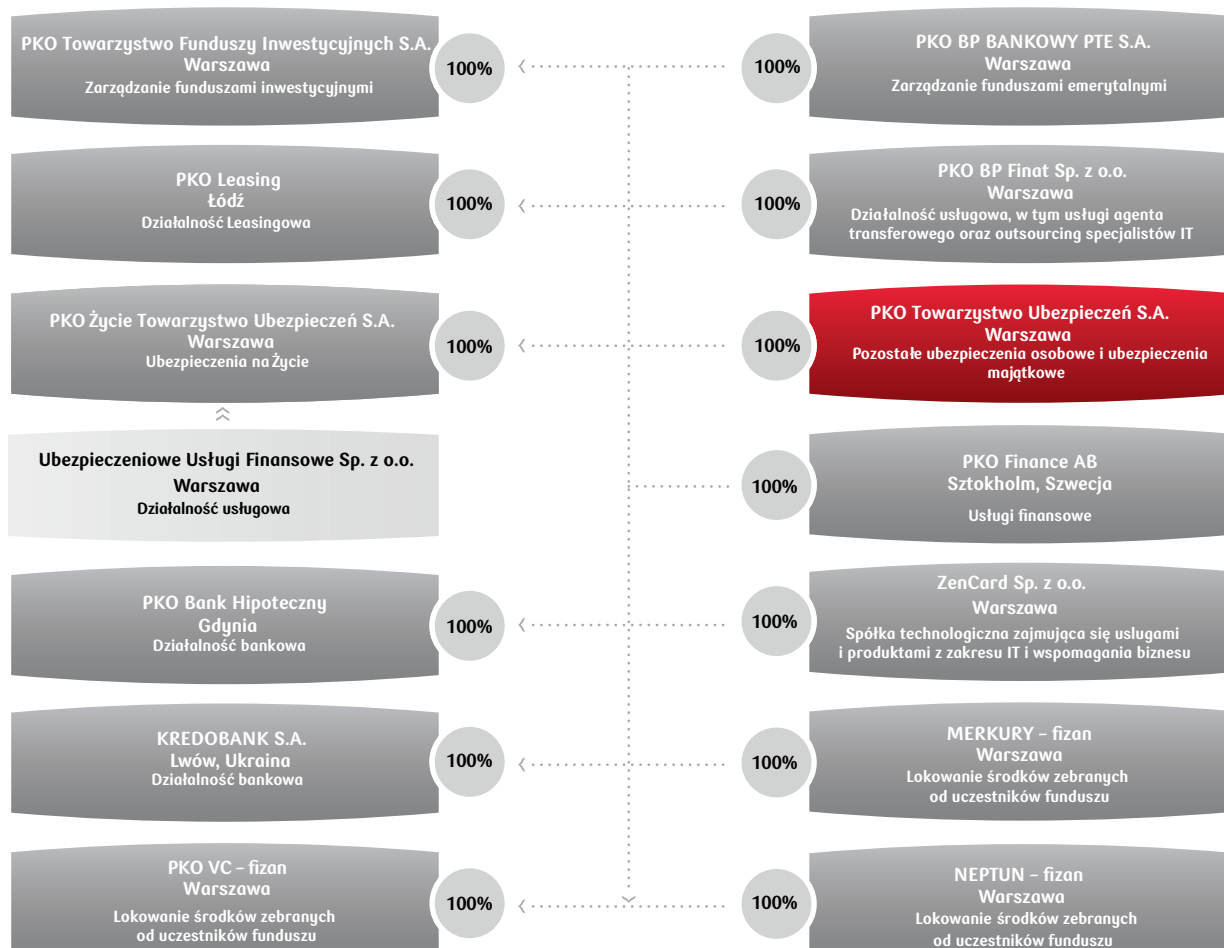 PKO Towarzystwo Funduszy Inwestycyjnych S.A.
Warszawa
Zarządzanie funduszami inwestycyjnymi
100%
100%
PKO BP BANKOWY PTE S.A.
Warszawa
Zarządzanie funduszami emerytalnymi
PKO Leasing
Łódź
Działalność Leasingowa
100%
100%
PKO BP Finat Sp. z o.o.
Warszawa
Działalność usługowa, w tym usługi agenta
transferowego oraz outsourcing specjalistów IT
PKO Życie Towarzystwo Ubezpieczeń S.A.
Warszawa
Ubezpieczenia na Życie
100%
100%
PKO Towarzystwo Ubezpieczeń S.A.
Warszawa
Pozostałe ubezpieczenia osobowe i ubezpieczenia
majątkowe
Ubezpieczeniowe Usługi Finansowe Sp. z o.o.
Warszawa
Działalność usługowa
100%
PKO Finance AB
Sztokholm, Szwecja
Usługi finansowe
PKO Bank Hipoteczny
Gdynia
Działalność bankowa
100%
100%
ZenCard Sp. z o.o.
Warszawa
Spółka technologiczna zajmująca się uslugami
i produktami z zakresu IT i wspomagania biznesu
KREDOBANK S.A.
Lwów, Ukraina
Działalność bankowa
100%
100%
MERKURY – fizan
Warszawa
Lokowanie środków zebranych
od uczestników funduszu
PKO VC – fizan
Warszawa
Lokowanie środków zebranych
od uczestników funduszu
100%
100%
NEPTUN – fizan
Warszawa
Lokowanie środków zebranych
od uczestników funduszu